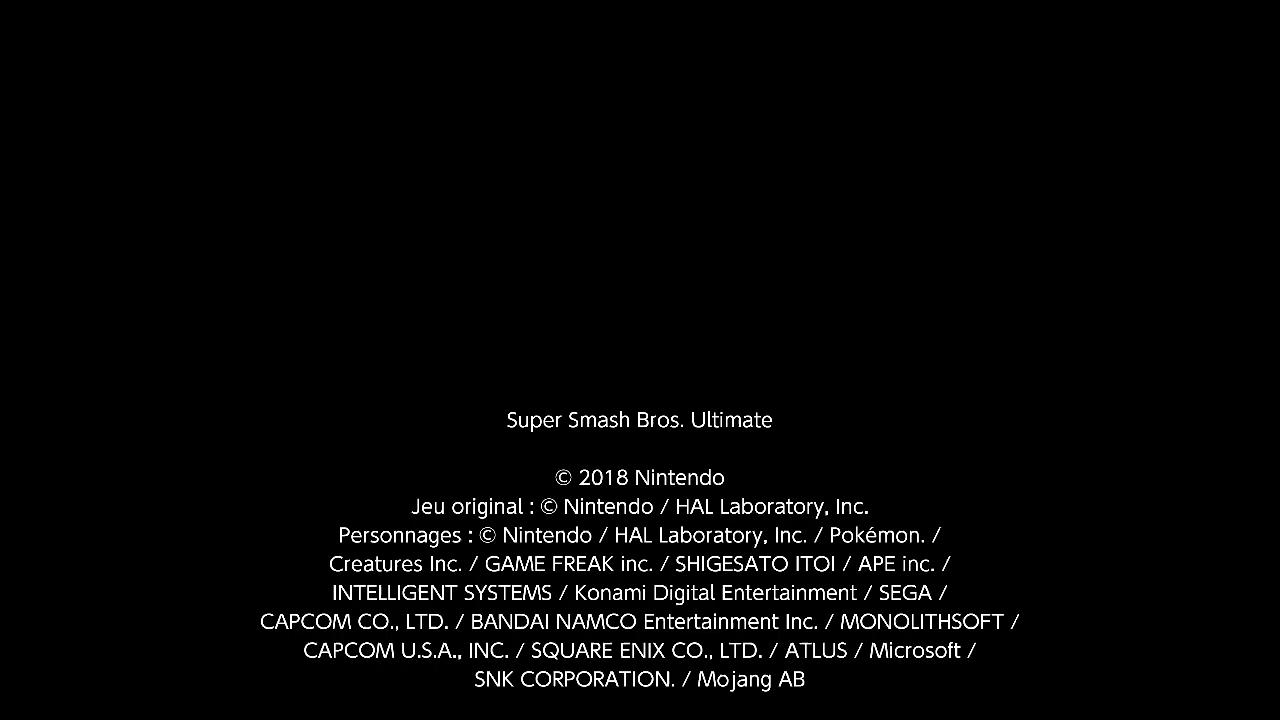 Super Smash Bros. Ultimate
© 2018 Nintendo
Jeu original : © Nintendo / HAL Laboratory, Inc.
Personnages : © Nintendo / HAL Laboratory, Inc. / Pokémon. /
Creatures Inc. / GAME FREAK inc. / SHIGESATO ITOI / APE inc. /
INTELLIGENT SYSTEMS / Konami Digital Entertainment / SEGA /
CAPCOM CO., LTD. / BANDAI NAMCO Entertainment Inc. / MONOLITHSOFT /
CAPCOM U.S.A., INC. / SQUARE ENIX CO., LTD. / ATLUS / Microsoft /
SNK CORPORATION. / Mojang AB